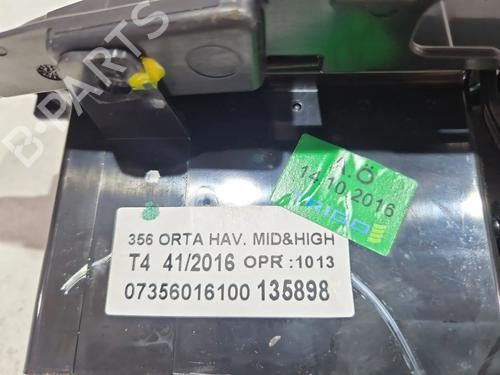 B-PARTS
A.Ö
14.10.2016
356 ORTA HAV. MID&HIGH
T4 41/2016 OPR :1013
07356016100 135898